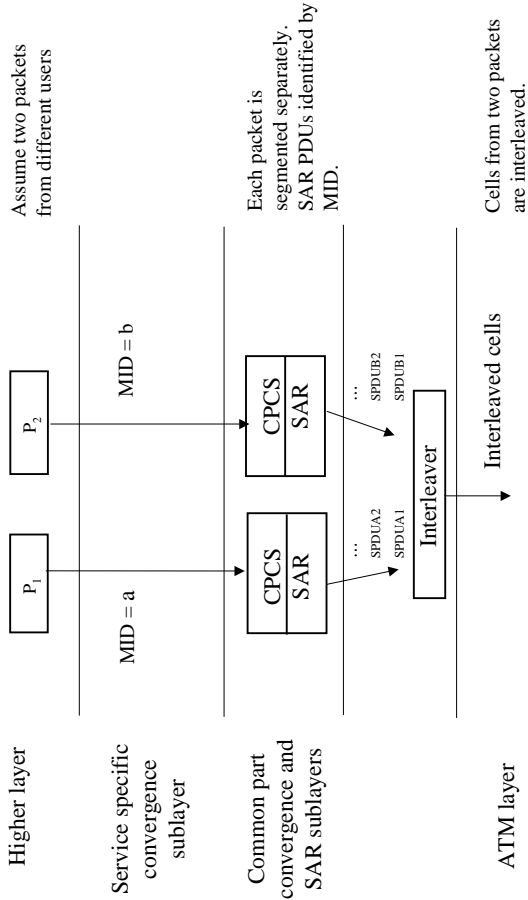 Higher layer
P1
P2
Assume two packets
from different users
Service specific
convergence
sublayer
MID = a
MID = b
Common part
convergence and
SAR sublayers
CPCS
SAR
CPCS
SAR
Each packet is
segmented separately.
SAR PDUs identified by
MID.
...
SPDUA2
SPDUA1
...
SPDUB2
SPDUB1
Interleaver
ATM layer
Interleaved cells
Cells from two packets
are interleaved.